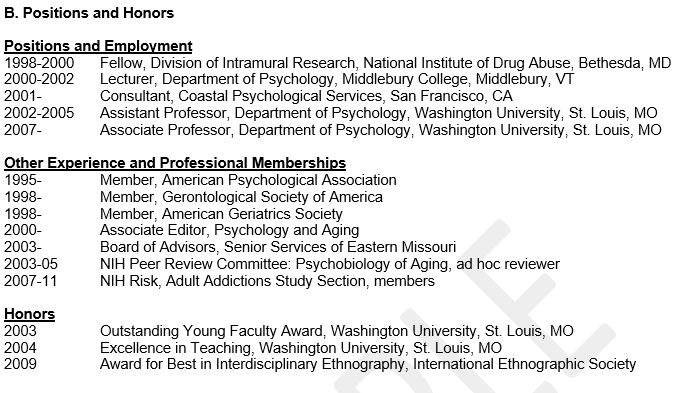 B. Positions and Honors
Positions and Employment
1998-2000 Fellow, Division of Intramural Research, National Institute of Drug Abuse, Bethesda, MD
2000-2002 Lecturer, Department of Psychology, Middlebury College, Middlebury, VT
2001- Consultant, Coastal Psychological Services, San Francisco, CA
2002-2005 Assistant Professor, Department of Psychology, Washington University, St. Louis, MO
2007- Associate Professor, Department of Psychology, Washington University, St. Louis, MO
Other Experience and Professional Memberships
1995- Member, American Psychological Association
1998- Member, Gerontological Society of America
1998- Member, American Geriatrics Society
2000- Associate Editor, Psychology and Aging
2003- Board of Advisors, Senior Services of Eastern Missouri
2003-05 NIH Peer Review Committee: Psychobiology of Aging, ad hoc reviewer
2007-11 NIH Risk, Adult Addictions Study Section, members
Honors
2003 Outstanding Young Faculty Award, Washington University, St. Louis, MO
2004 Excellence in Teaching, Washington University, St. Louis, MO
2009 Award for Best in Interdisciplinary Ethnography, International Ethnographic Society